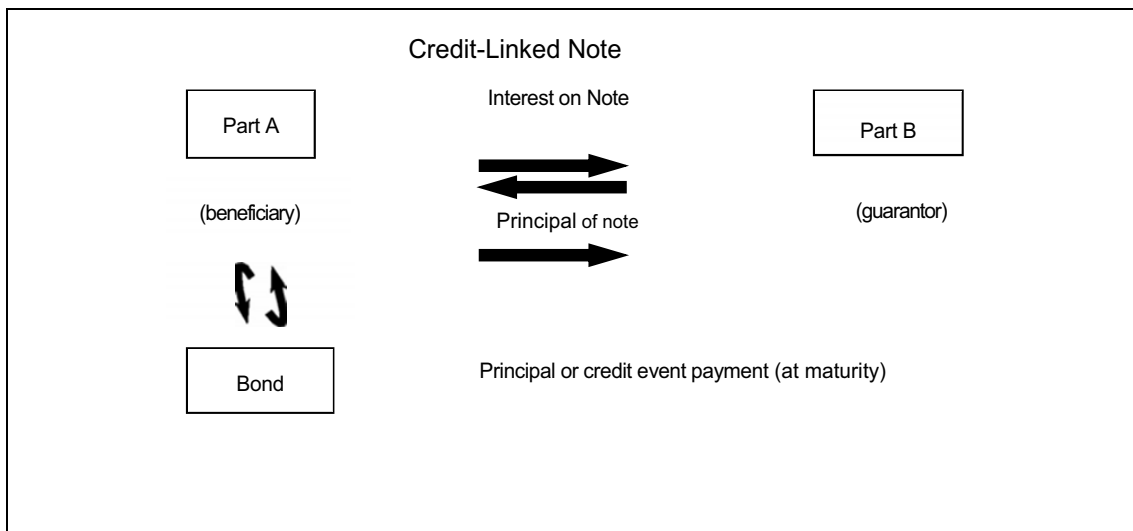 Credit-Linked Note
Interest on Note
Part A
Part B
(beneficiary)
(guarantor)
Principal of note
Bond
Principal or credit event payment (at maturity)